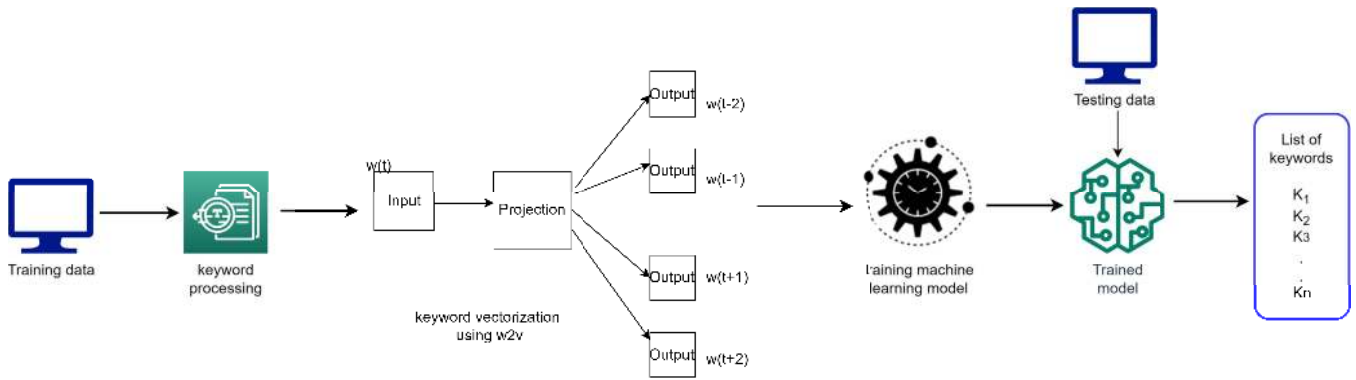 Training data
keyword
processing
w(t)
Input
Projection
keyword vectorization
using w2v
Output
w(t-2)
Output
w(t-1)
Output
w(t+1)
Output
w(t+2)
training machine
learning model
Testing data
Trained
model
List of
keywords
K1
K2
K3
.
.
Kn